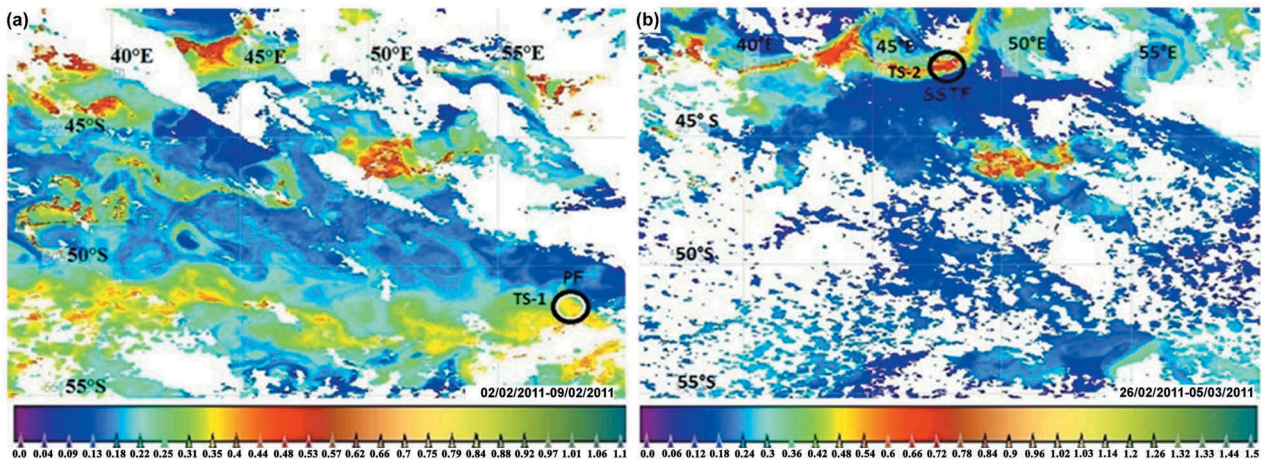 (a)
40°E 45°E 50°E 55°E
45°S
50°S
PF
TS-1
55°S
02/02/2011-09/02/2011
0.0 0.04 0.09 0.13 0.18 0.22 0.25 0.31 0.35 0.4 0.44 0.48 0.53 0.57 0.62 0.66 0.7 0.75 0.79 0.84 0.88 0.92 0.97 1.01 1.06 1.1
(b)
40°E 45°E 50°E 55°E
TS-2
SSTF
45° S
50°S
55°S
26/02/2011-05/03/2011
0.0 0.06 0.12 0.18 0.24 0.3 0.36 0.42 0.48 0.54 0.6 0.66 0.72 0.78 0.84 0.9 0.96 1.02 1.08 1.14 1.2 1.26 1.32 1.38 1.44 1.5